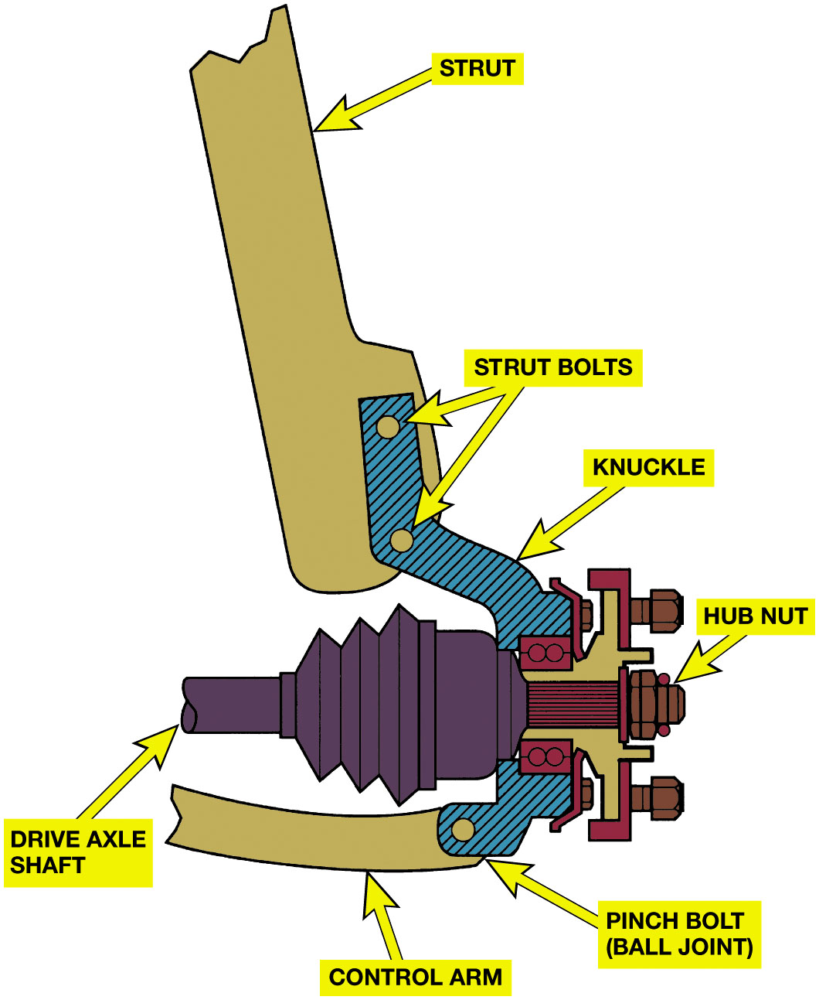 STRUT
STRUT BOLTS
KNUCKLE
HUB NUT
DRIVE AXLE
SHAFT
PINCH BOLT
(BALL JOINT)
CONTROL ARM